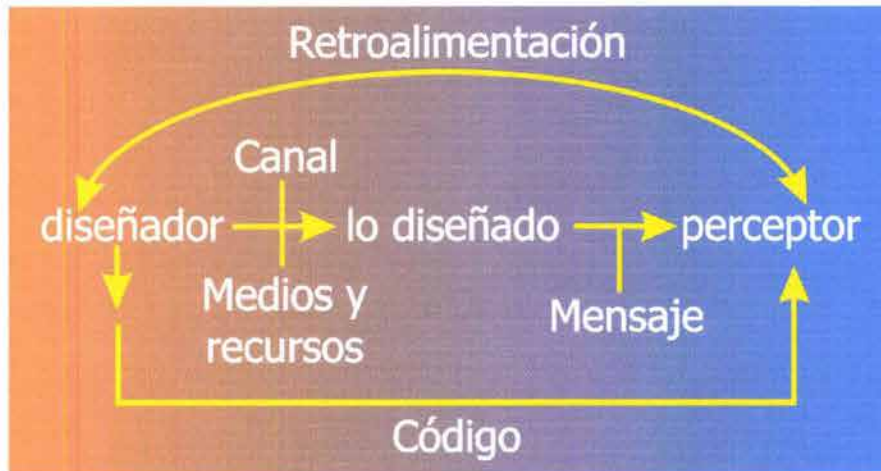 Retroalimentación
Canal
diseñador
lo diseñado
perceptor
Medios y
recursos
Mensaje
Código